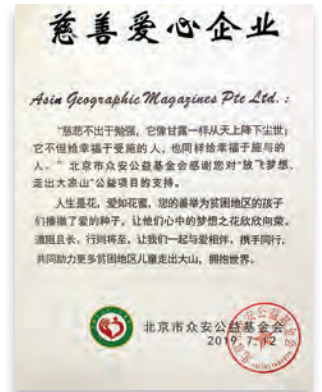 慈善爱心企业
Asin Geographic Magazines Pte Ltd. :
"慈悲不出于勉强，它像甘露一样从天上降下尘世；
它不但给幸福于受施的人，也同样给幸福于施与的
人。" 北京市众安公益基金会感谢您对"放飞梦想、
走出大凉山"公益项目的支持。
人生是花，爱如花蜜，您的善举为贫困地区的孩子
们播撒了爱的种子，让他们心中的梦想之花欣欣向荣。
道阻且长，行则将至，让我们一起与爱相伴，携手同行，
共同助力更多贫困地区儿童走出大山，拥抱世界。
北京市众安公益基金会
2019.7.12